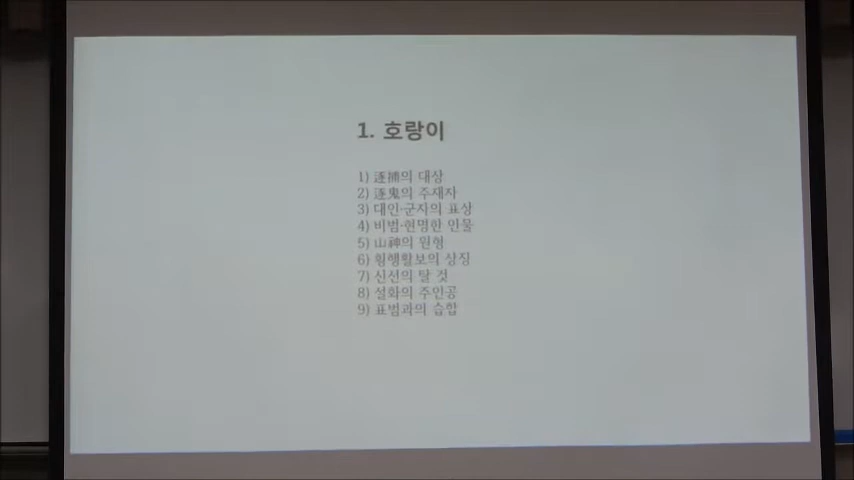 1. 호랑이
1) 逐捕의 대상
2) 逐鬼의 주재자
3) 대인·군자의 표상
4) 비범·현명한 인물
5) 山神의 원형
6) 횡행활보의 상징
7) 신선의 탈 것
8) 설화의 주인공
9) 표범과의 습합